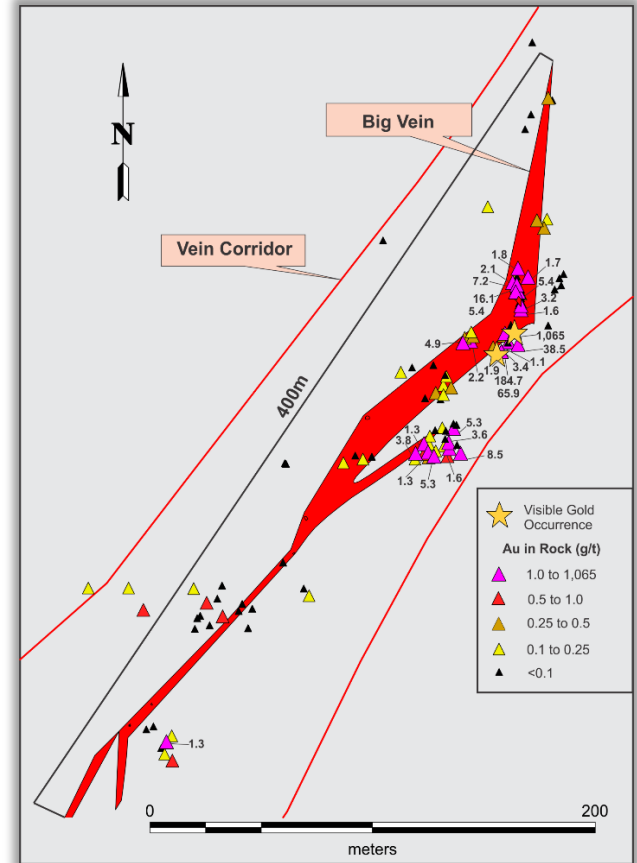 N
Big Vein
Vein Corridor
400m
1.8
2.1
7.2
16.1
5.4
1.7
5.4
3.2
1.6
4.9
2.2
1.9
1,065
38.5
1.1
3.4
184.7
65.9
1.3
3.8
5.3
3.6
8.5
1.3
5.3
1.6
1.3
Visible Gold
Occurrence
Au in Rock (g/t)
1.0 to 1,065
0.5 to 1.0
0.25 to 0.5
0.1 to 0.25
<0.1
0
200
meters